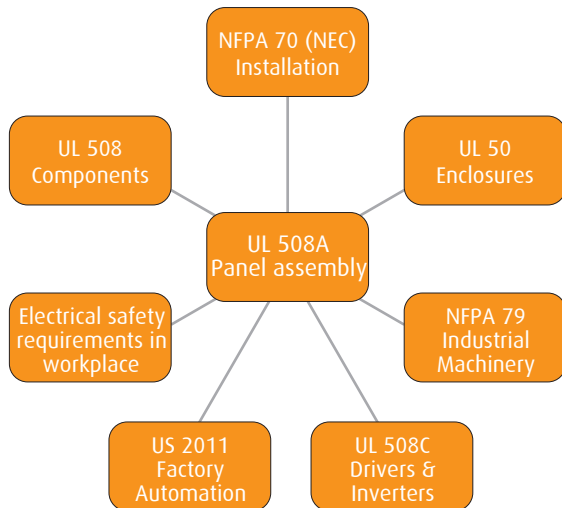 NFPA 70 (NEC)
Installation
UL 508
Components
UL 50
Enclosures
UL 508A
Panel assembly
Electrical safety
requirements in
workplace
NFPA 79
Industrial
Machinery
US 2011
Factory
Automation
UL 508C
Drivers &
Inverters